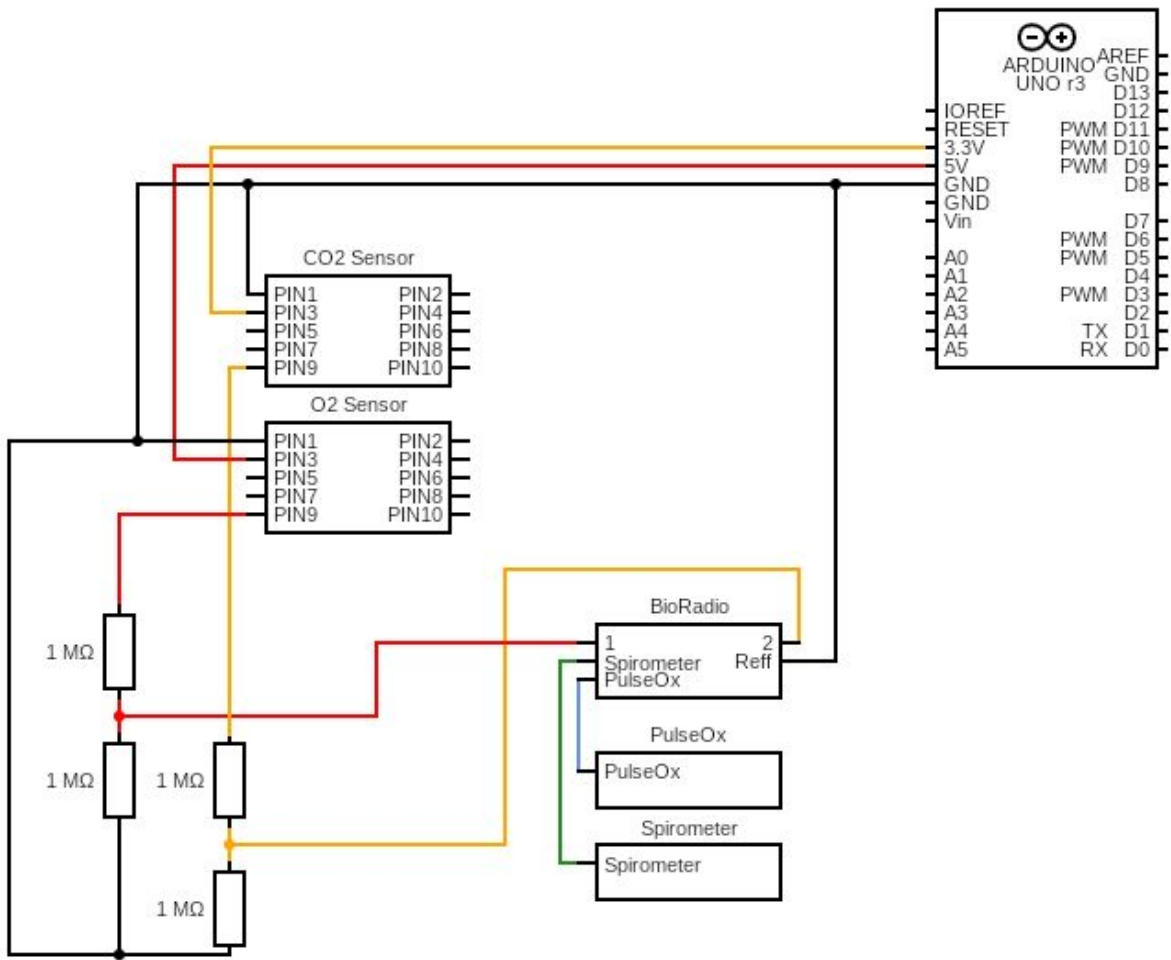 ARDUINO
UNO r3
AREF
GND
D13
IOREF D12
RESET PWM D11
3.3V PWM D10
5V PWM D9
GND D8
GND
Vin D7
PWM D6
A0 PWM D5
A1 D4
A2 PWM D3
A3 D2
A4 TX D1
A5 RX D0
CO2 Sensor
PIN1 PIN2
PIN3 PIN4
PIN5 PIN6
PIN7 PIN8
PIN9 PIN10
O2 Sensor
PIN1 PIN2
PIN3 PIN4
PIN5 PIN6
PIN7 PIN8
PIN9 PIN10
BioRadio
1 2
Spirometer Reff
PulseOx
1 MΩ
PulseOx
PulseOx
1 MΩ 1 MΩ
Spirometer
Spirometer
1 MΩ